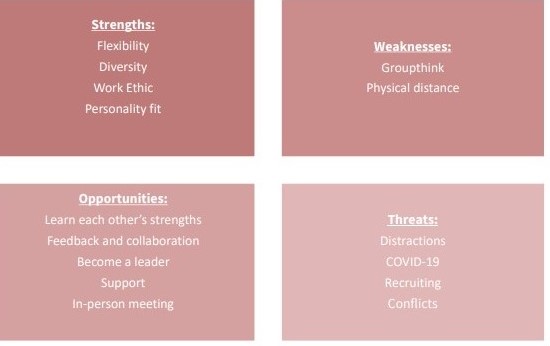 Strengths:
Flexibility
Diversity
Work Ethic
Personality fit
Weaknesses:
Groupthink
Physical distance
Opportunities:
Learn each other's strengths
Feedback and collaboration
Become a leader
Support
In-person meeting
Threats:
Distractions
COVID-19
Recruiting
Conflicts